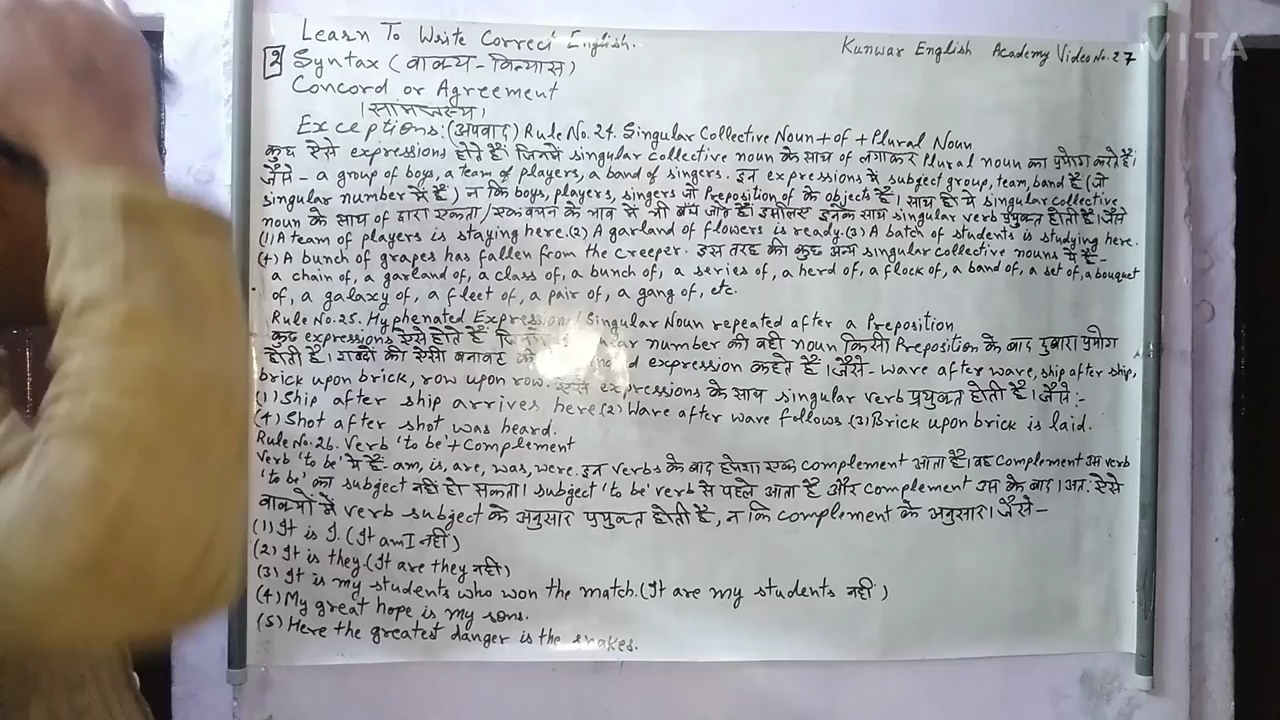 Learn To Write Correct English.
Kunwar English Academy Video No. 27
VITA
2 Syntax (वाक्य-विन्यास)
Concord or Agreement
(सामंजस्य)
Exceptions: (अपवाद) Rule No. 24. Singular Collective Noun + of + Plural Noun
कुछ ऐसे expressions होते हैं जिनमें singular collective noun के साथ of लगाकर Plural noun का प्रयोग करते हैं।
जैसे - a group of boys, a team of players, a band of singers. इन expressions में subject group, team, band हैं (जो
singular number में हैं) न कि boys, players, singers जो Preposition of के objects हैं। साथ ही ये singular collective
noun के साथ of द्वारा एकता/एकवचन के भाव में भी बंध जाते हैं। इसलिए इनके साथ singular verb प्रयुक्त होती है। जैसे
(1) A team of players is staying here. (2) A garland of flowers is ready. (3) A batch of students is studying here.
(4) A bunch of grapes has fallen from the creeper. इस तरह की कुछ अन्य singular collective nouns ये हैं-
a chain of, a garland of, a class of, a bunch of, a series of, a herd of, a flock of, a band of, a set of, a bouquet
of, a galaxy of, a fleet of, a pair of, a gang of, etc.
Rule No. 25. Hyphenated Expression/Singular Noun repeated after a Preposition
कुछ expressions ऐसे होते हैं number की वही noun किसी Preposition के बाद दुबारा प्रयोग
होती है। शब्दों की ऐसी बनावट को expression कहते हैं। जैसे- wave after wave, ship after ship,
brick upon brick, row upon row. ऐसे expressions के साथ singular verb प्रयुक्त होती है। जैसे:-
(1) Ship after ship arrives here (2) Wave after wave follows (3) Brick upon brick is laid.
(4) Shot after shot was heard.
Rule No. 26. Verb 'to be' + Complement
Verb 'to be' में हैं- am, is, are, was, were. इन verbs के बाद हमेशा एक complement आता है। वह complement उस verb
'to be' का subject नहीं हो सकता। subject 'to be' verb से पहले आता है और complement उस के बाद। अतः ऐसे
वाक्यों में verb subject के अनुसार प्रयुक्त होती है, न कि complement के अनुसार। जैसे-
(1) It is I. (It am I नहीं)
(2) It is they. (It are they नहीं)
(3) It is my students who won the match. (It are my students नहीं)
(4) My great hope is my sons.
(5) Here the greatest danger is the snakes.